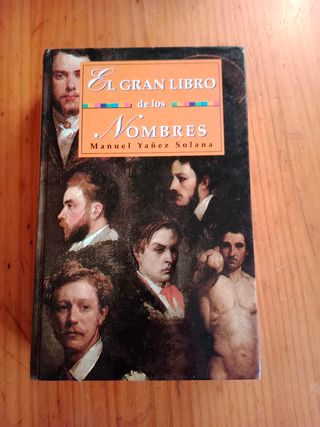 EL GRAN LIBRO
de los
NOMBRES
Manuel Yañez Solana